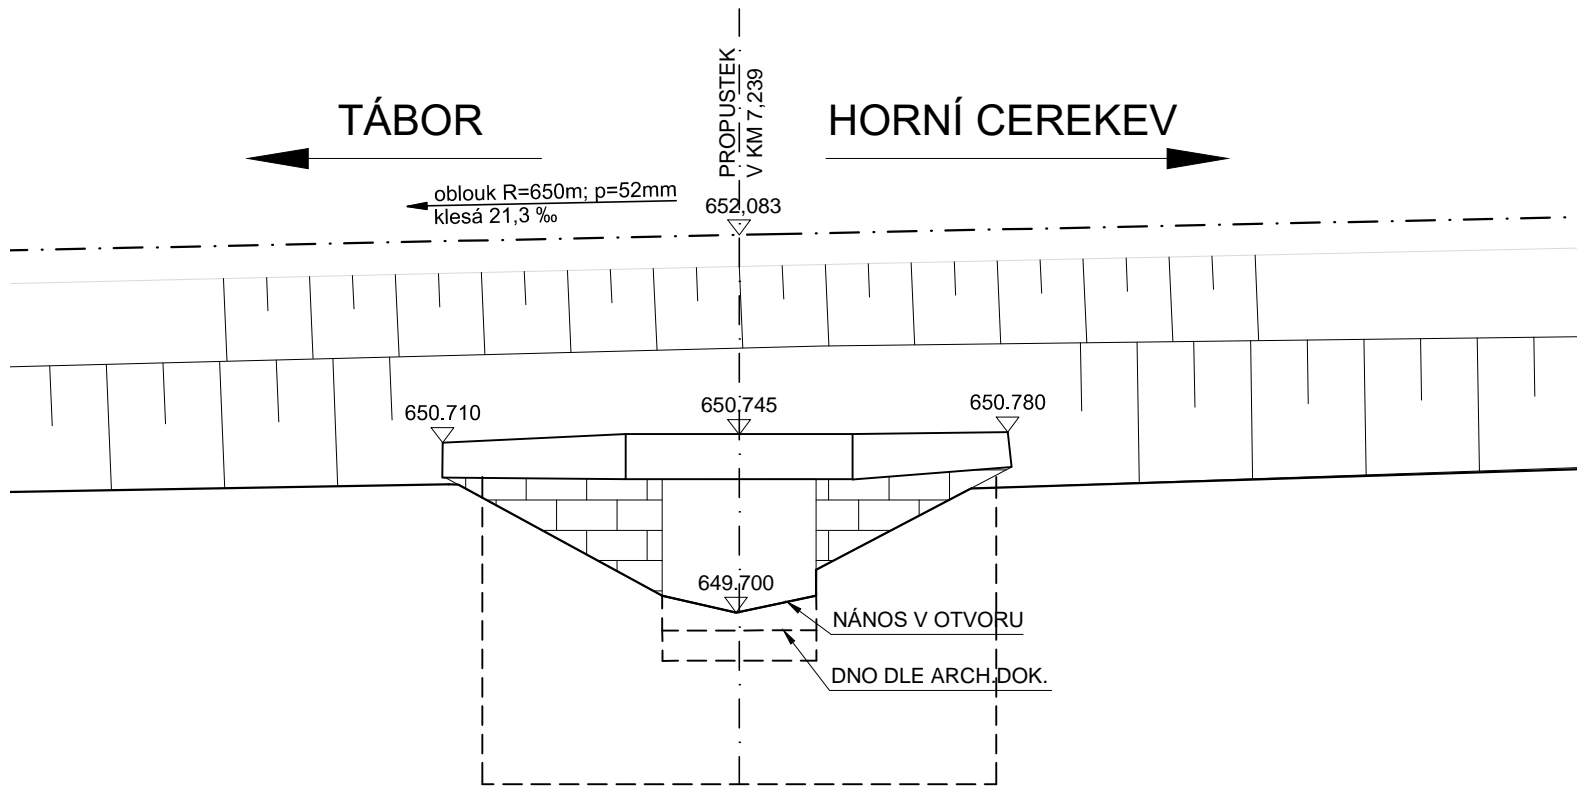 PROPUSTEK
V KM 7,239
TÁBOR
HORNÍ CEREKEV
oblouk R=650m; p=52mm
klesá 21,3 ‰
652,083
650.710
650.745
650.780
649.700
NÁNOS V OTVORU
DNO DLE ARCH.DOK.